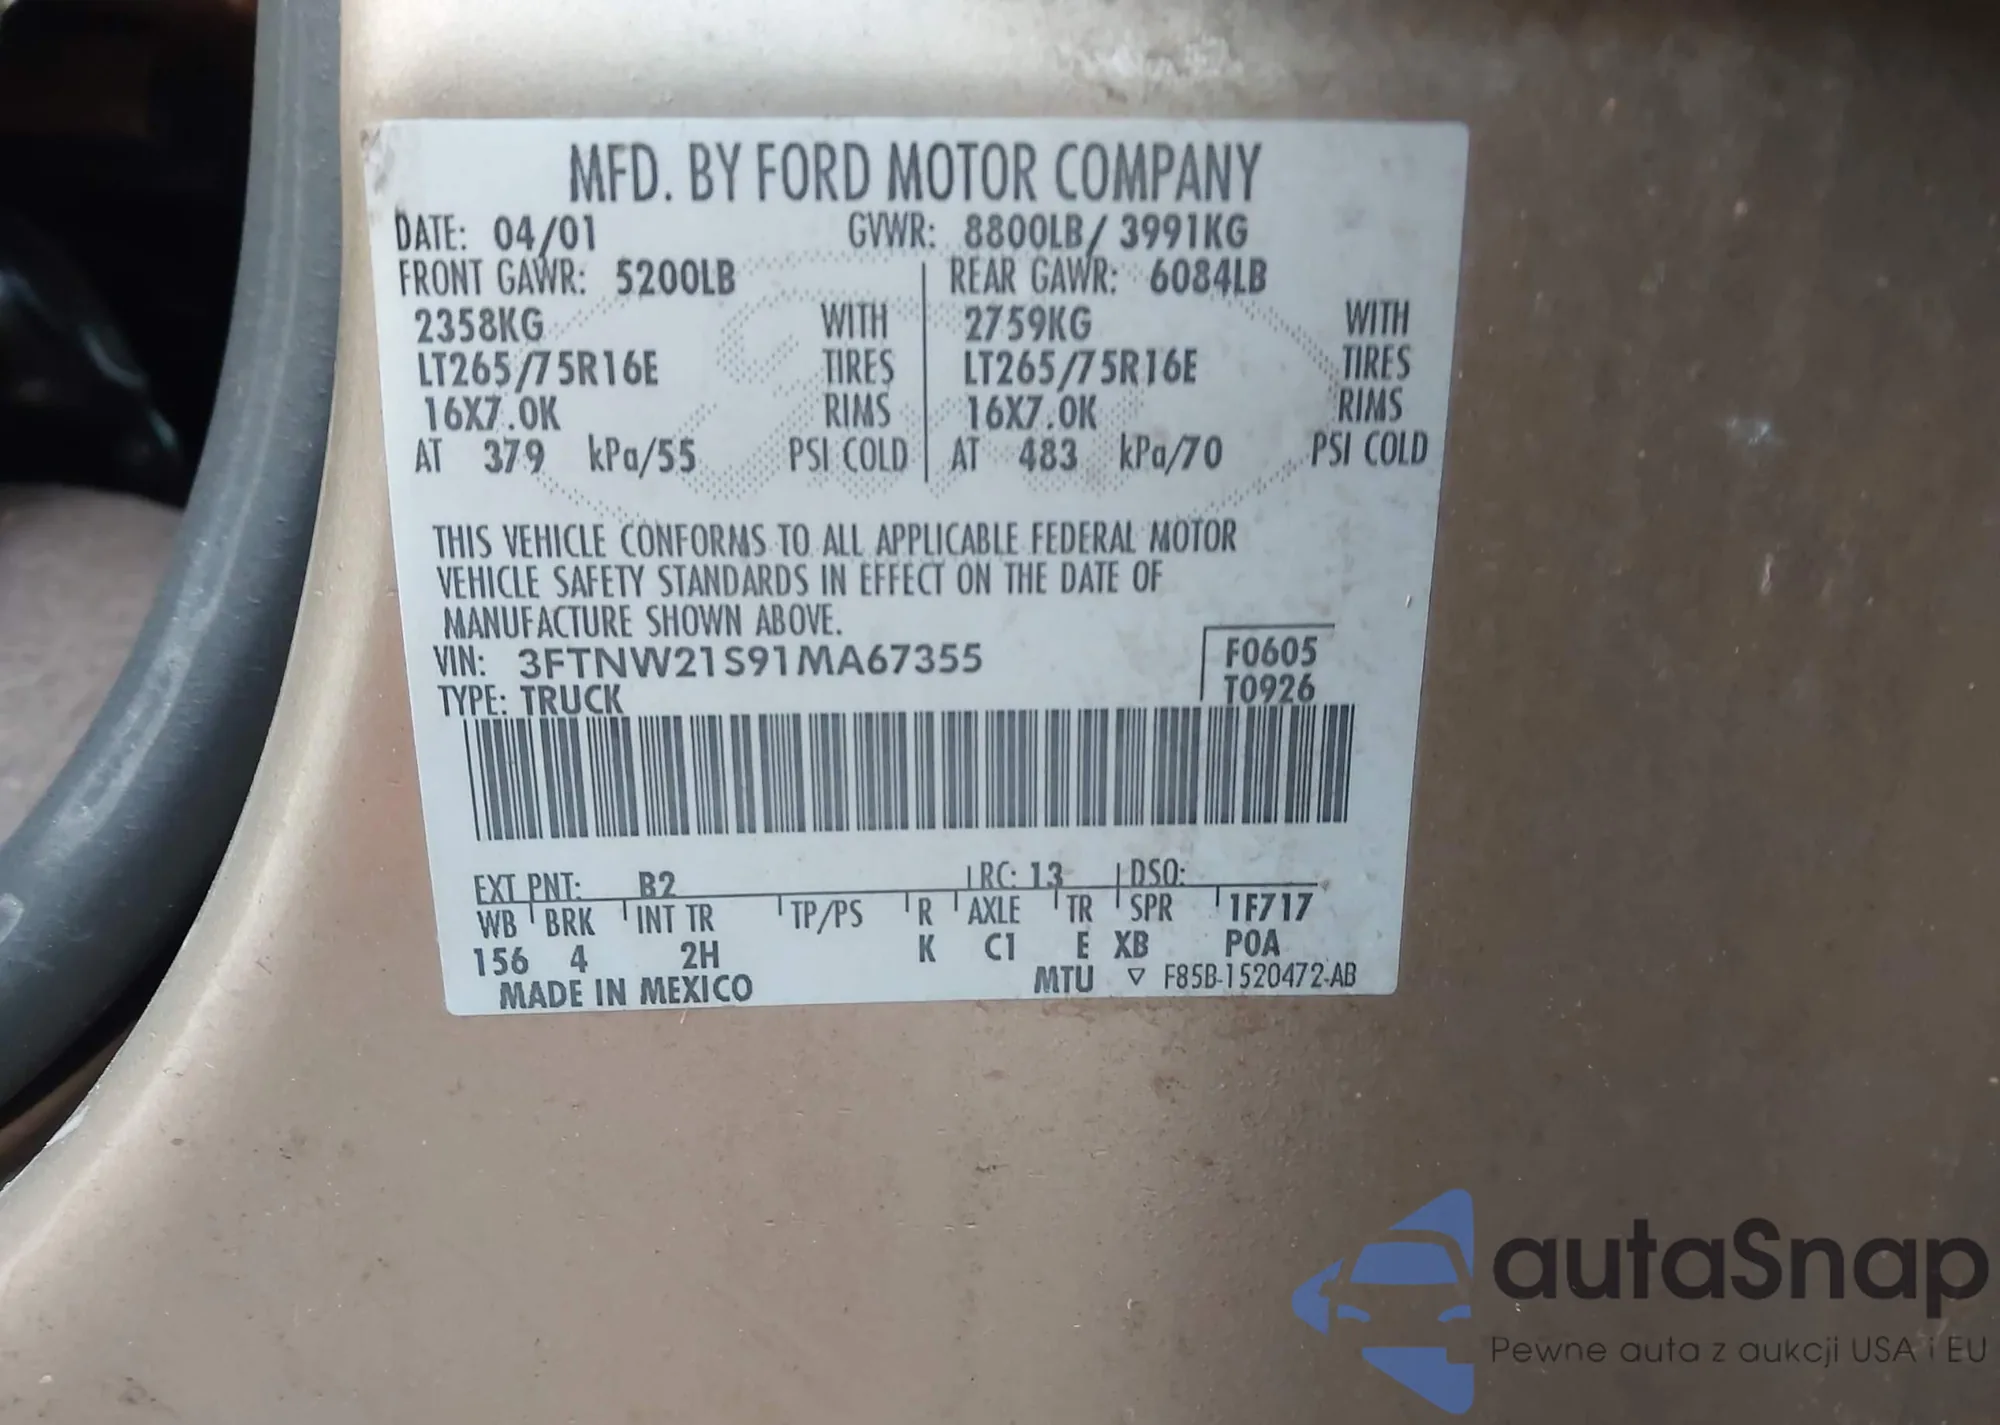 MFD. BY FORD MOTOR COMPANY
DATE: 04/01 GVWR: 8800LB/ 3991KG
FRONT GAWR: 5200LB REAR GAWR: 6084LB
2358KG WITH 2759KG WITH
LT265/75R16E TIRES LT265/75R16E TIRES
16X7.0K RIMS 16X7.0K RIMS
AT 379 kPa/55 PSI COLD AT 483 kPa/70 PSI COLD
THIS VEHICLE CONFORMS TO ALL APPLICABLE FEDERAL MOTOR
VEHICLE SAFETY STANDARDS IN EFFECT ON THE DATE OF
MANUFACTURE SHOWN ABOVE.
VIN: 3FTNW21S91MA67355 F0605
TYPE: TRUCK T0926
EXT PNT: B2 RC: 13 DSO:
WB BRK INT TR TP/PS R AXLE TR SPR 1F717
156 4 2H K C1 E XB P0A
MADE IN MEXICO MTU ▽ F85B-1520472-AB
autaSnap
Pewne auta z aukcji USA i EU